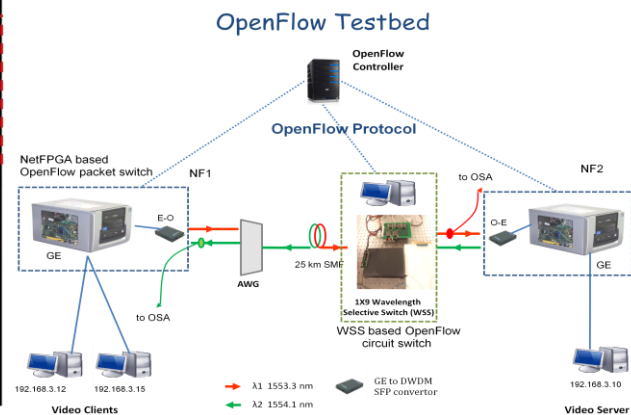 OpenFlow Testbed
OpenFlow
Controller
OpenFlow Protocol
NetFPGA based
OpenFlow packet switch
NF1
NF2
to OSA
E-O
O-E
GE
GE
AWG
25 km SMF
1X9 Wavelength
Selective Switch (WSS)
WSS based OpenFlow
circuit switch
to OSA
192.168.3.12
192.168.3.15
192.168.3.10
λ1 1553.3 nm
λ2 1554.1 nm
GE to DWDM
SFP convertor
Video Clients
Video Server